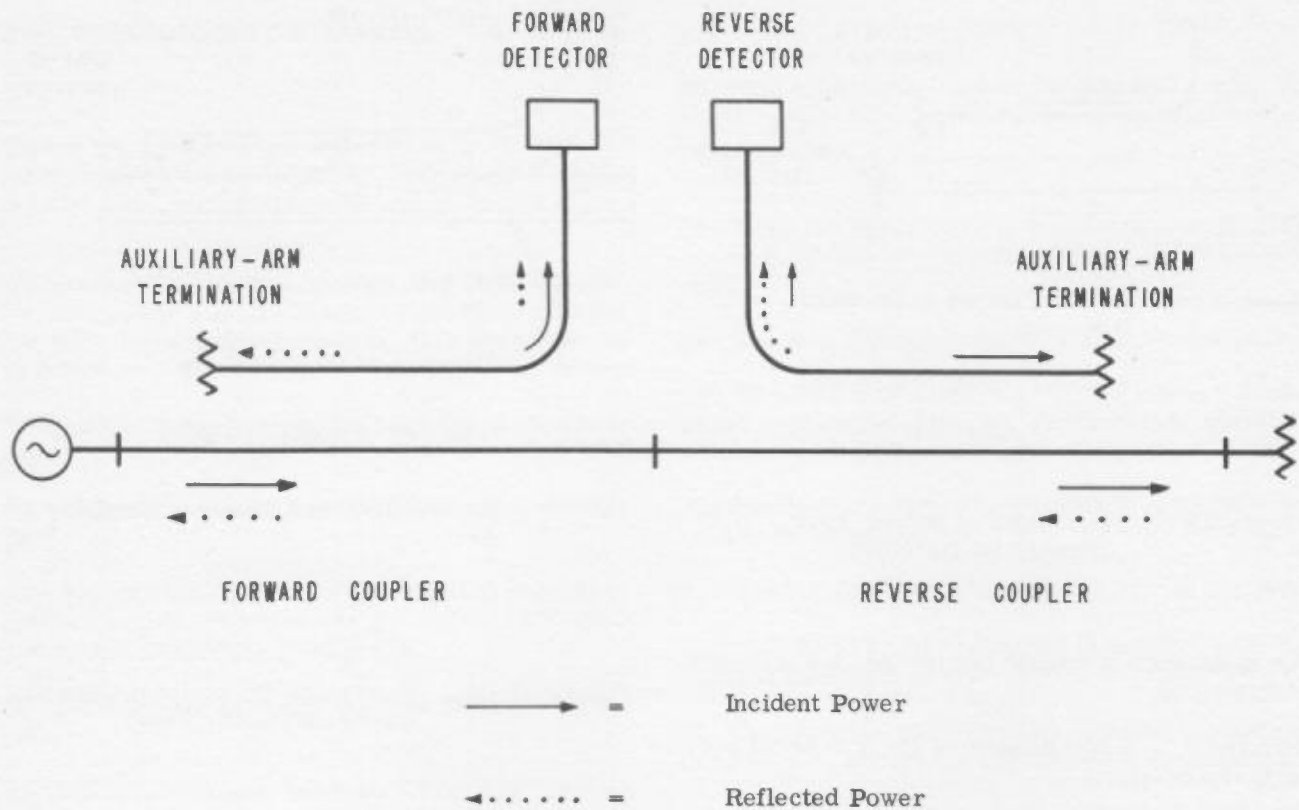 FORWARD
DETECTOR
REVERSE
DETECTOR
AUXILIARY-ARM
TERMINATION
AUXILIARY-ARM
TERMINATION
FORWARD COUPLER
REVERSE COUPLER
= Incident Power
= Reflected Power